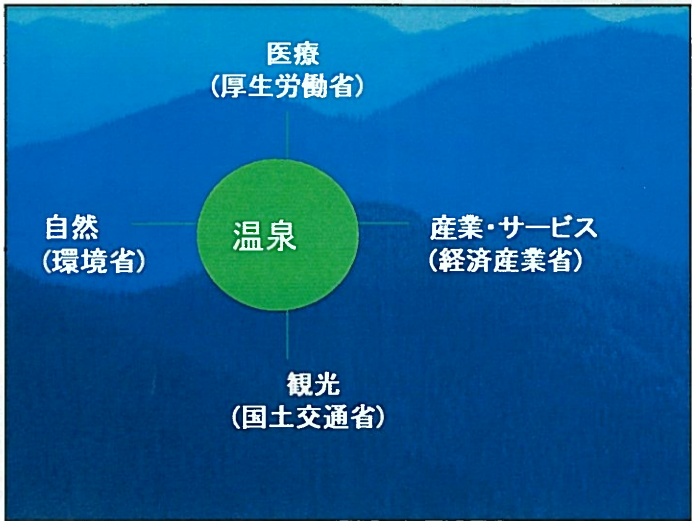 医療
(厚生労働省)
自然
(環境省)
温泉
産業・サービス
(経済産業省)
観光
(国土交通省)